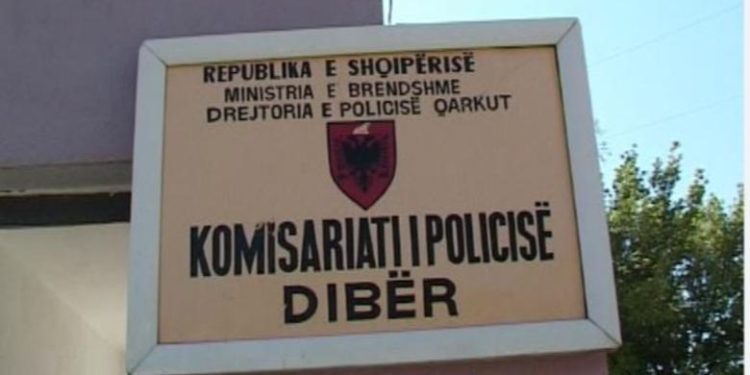 REPUBLIKA E SHQIPËRISË
MINISTRIA E BRENDSHME
DREJTORIA E POLICISË QARKUT
KOMISARIATI I POLICISË
DIBËR